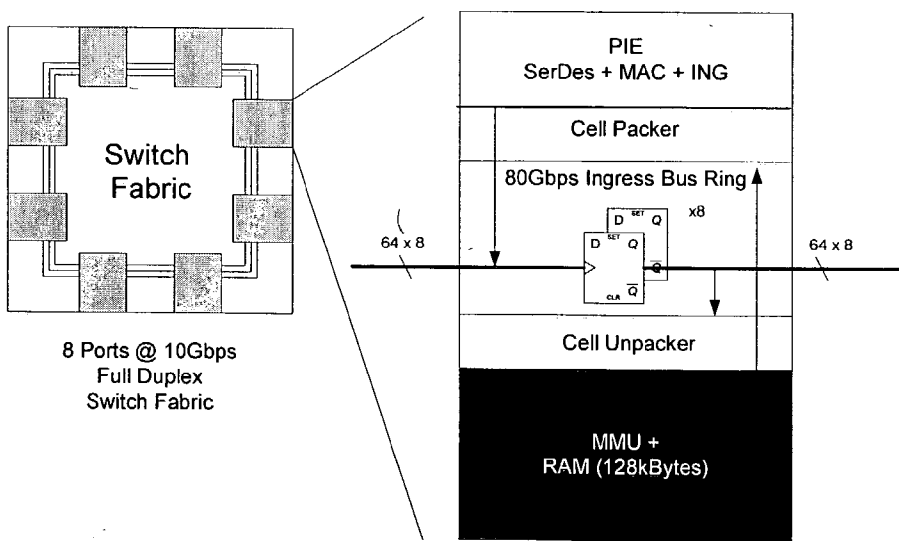 Switch
Fabric
8 Ports @ 10Gbps
Full Duplex
Switch Fabric
PIE
SerDes + MAC + ING
Cell Packer
80Gbps Ingress Bus Ring
D SET Q
x8
D SET Q
Q
Q
CLR
64 x 8
64 x 8
Cell Unpacker
MMU +
RAM (128kBytes)